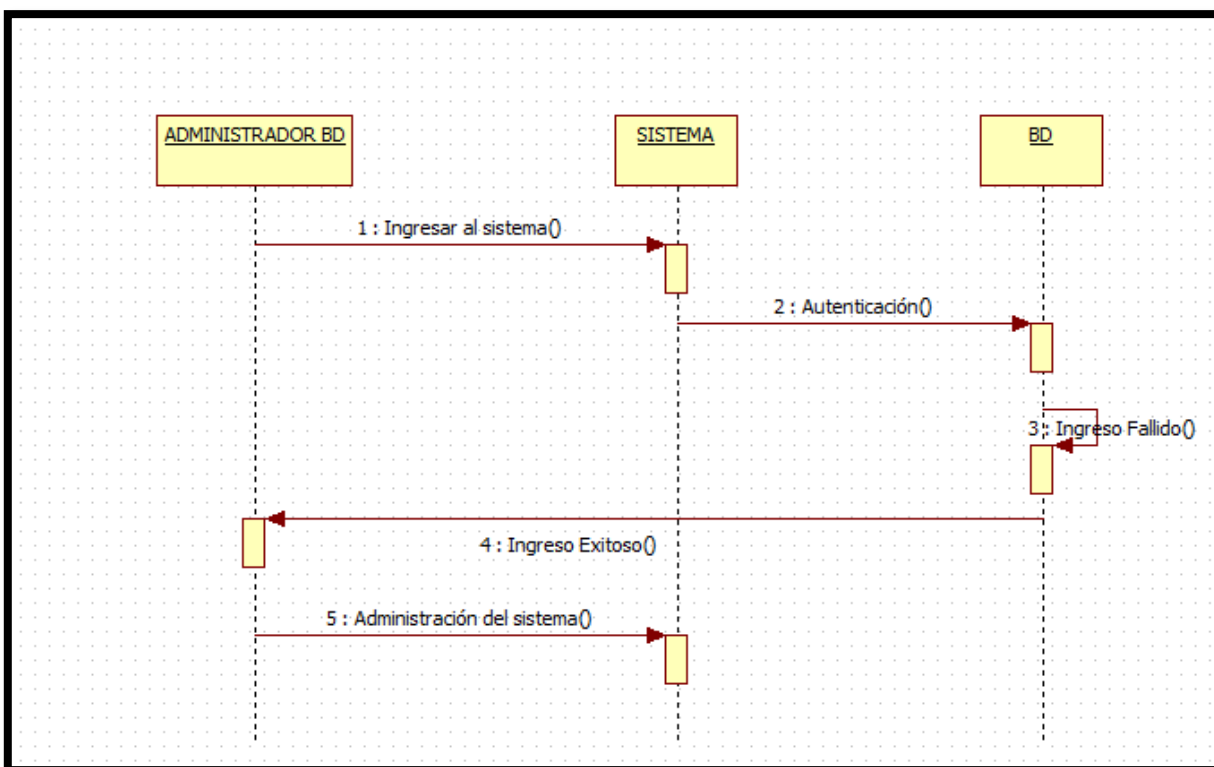 ADMINISTRADOR BD
SISTEMA
BD
1 : Ingresar al sistema()
2 : Autenticación()
3 : Ingreso Fallido()
4 : Ingreso Exitoso()
5 : Administración del sistema()